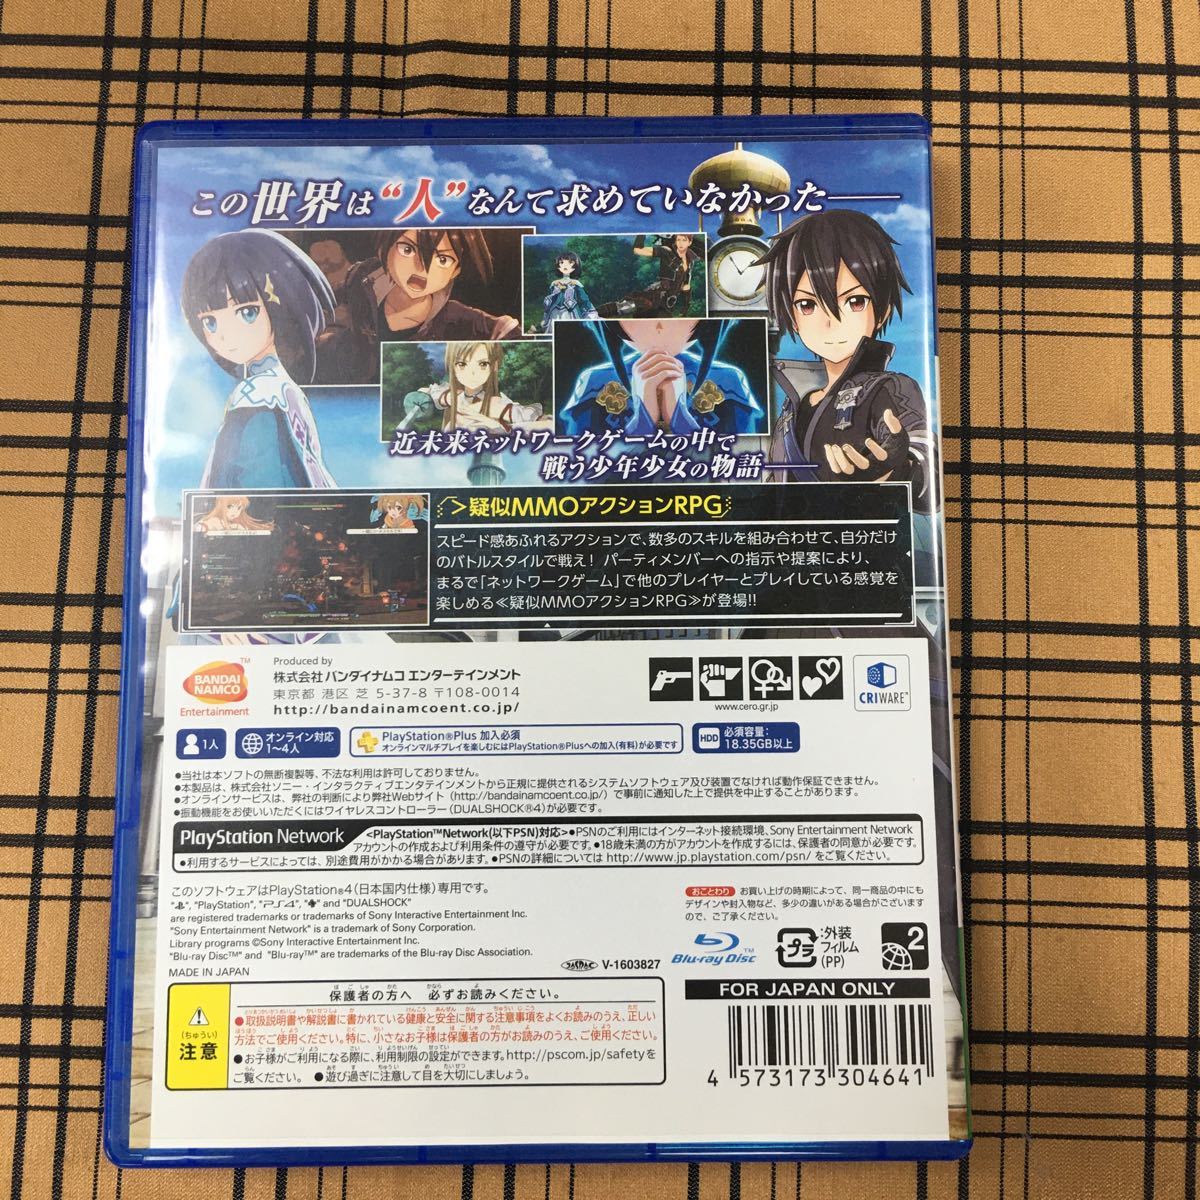 この世界は“人”なんて求めていなかった――
近未来ネットワークゲームの中で
戦う少年少女の物語――
＞疑似MMOアクションRPG
スピード感あふれるアクションで、数多のスキルを組み合わせて、自分だけ
のバトルスタイルで戦え! パーティメンバーへの指示や提案により、
まるで「ネットワークゲーム」で他のプレイヤーとプレイしている感覚を
楽しめる≪疑似MMOアクションRPG≫が登場!!
BANDAI
NAMCO
Entertainment
Produced by
株式会社 バンダイナムコ エンターテインメント
東京都 港区 芝 5-37-8 〒108-0014
http://bandainamcoent.co.jp/
www.cero.gr.jp
CRIWARE™
1人
オンライン対応
1~4人
PlayStation®Plus 加入必須
オンラインマルチプレイを楽しむにはPlayStation®Plusへの加入(有料)が必要です
HDD
必須容量:
18.35GB以上
●当社は本ソフトの無断複製等、不法な利用は許可しておりません。
●本製品は、株式会社ソニー・インタラクティブエンタテインメントから正規に提供されるシステムソフトウェア及び装置でなければ動作保証できません。
●オンラインサービスは、弊社の判断により弊社Webサイト（http://bandainamcoent.co.jp/）で事前に通知した上で提供を中止することがあります。
●振動機能をお使いいただくにはワイヤレスコントローラー（DUALSHOCK®4）が必要です。
PlayStation Network
<PlayStation™Network(以下PSN)対応>●PSNのご利用にはインターネット接続環境、Sony Entertainment Network
アカウントの作成および利用条件の遵守が必要です。●18歳未満の方がアカウントを作成するには、保護者の同意が必要です。
●利用するサービスによっては、別途費用がかかる場合があります。●PSNの詳細については http://www.jp.playstation.com/psn/ をご覧ください。
このソフトウェアはPlayStation®4（日本国内仕様）専用です。
" ", "PlayStation", "PS4", " " and "DUALSHOCK"
are registered trademarks or trademarks of Sony Interactive Entertainment Inc.
"Sony Entertainment Network" is a trademark of Sony Corporation.
Library programs ©Sony Interactive Entertainment Inc.
"Blu-ray Disc™" and "Blu-ray™" are trademarks of the Blu-ray Disc Association.
MADE IN JAPAN
V-1603827
おことわり お買い上げの時期によって、同一商品の中にも
デザインや封入物など、多少の違いがある場合がございますの
で、ご了承ください。
Blu-ray Disc™
プラ
:外装
フィルム
(PP)
2
FOR JAPAN ONLY
4 573173 304641
(ちゅうい)
注意
保護者の方へ 必ずお読みください。
●取扱説明書や解説書に書かれている健康と安全に関する注意事項をよくお読みのうえ、正しい
方法でご使用ください。特に、小さなお子様は保護者の方がお読みのうえ、ご使用ください。
●お子様がご利用になる際に、利用制限の設定ができます。http://pscom.jp/safetyを
ご覧ください。 ●遊び過ぎに注意して目を大切にしましょう。